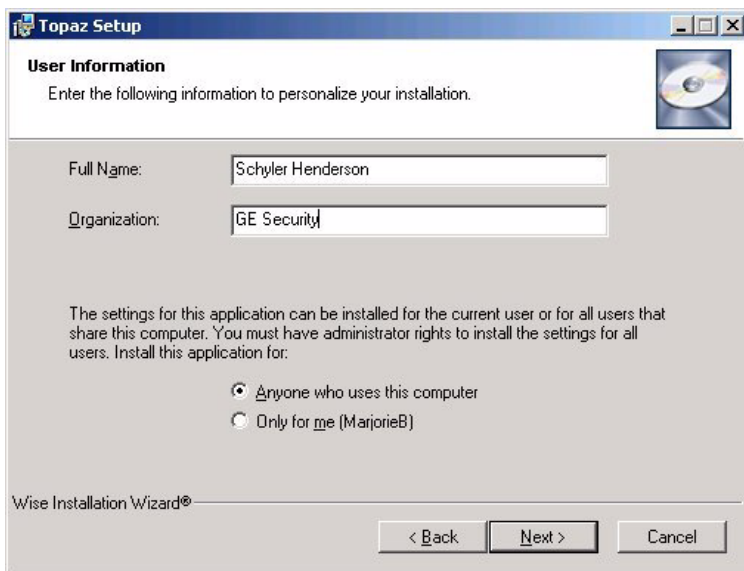 Topaz Setup
User Information
Enter the following information to personalize your installation.
Full Name:
Schyler Henderson
Organization:
GE Security
The settings for this application can be installed for the current user or for all users that
share this computer. You must have administrator rights to install the settings for all
users. Install this application for:
Anyone who uses this computer
Only for me (MarjorieB)
Wise Installation Wizard®
< Back
Next >
Cancel